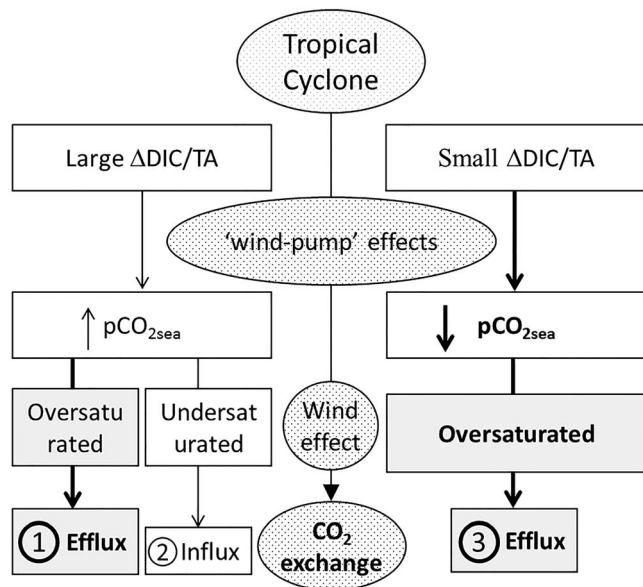 Tropical
Cyclone
Large ΔDIC/TA
Small ΔDIC/TA
‘wind-pump’ effects
↑ pCO₂sea
↓ pCO₂sea
Oversatu
rated
Undersat
urated
Wind
effect
Oversaturated
① Efflux
② Influx
CO₂
exchange
③ Efflux